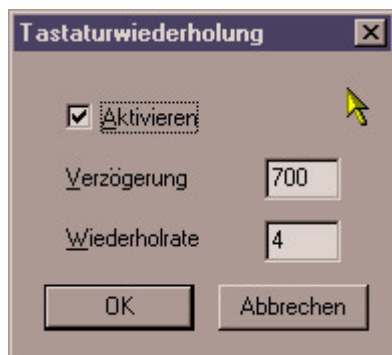 Tastaturwiederholung
Aktivieren
Verzögerung 700
Wiederholrate 4
OK Abbrechen